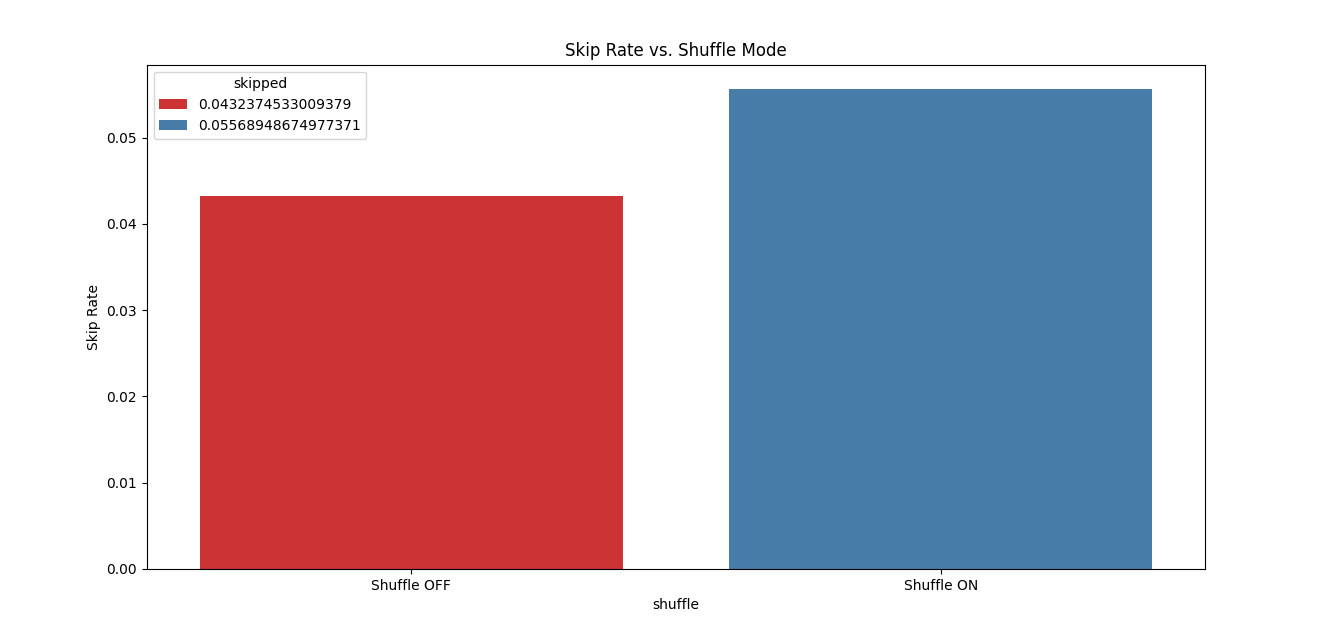 Skip Rate vs. Shuffle Mode
skipped
0.0432374533009379
0.05568948674977371
0.05
0.04
0.03
0.02
0.01
0.00
Skip Rate
Shuffle OFF
Shuffle ON
shuffle